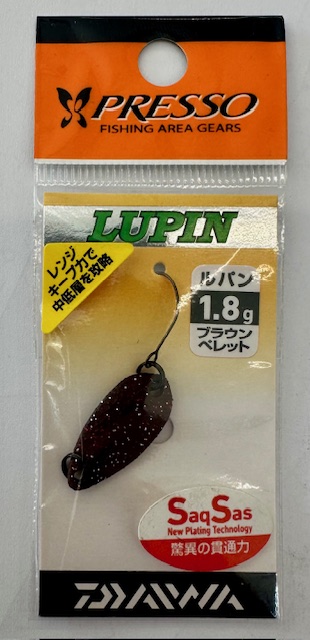 PRESSO
FISHING AREA GEARS
LUPIN
レンジ
キープ力で
中低層を攻略
ルパン
1.8g
ブラウン
ペレット
SaqSas
New Plating Technology
驚異の貫通力
DAIWA